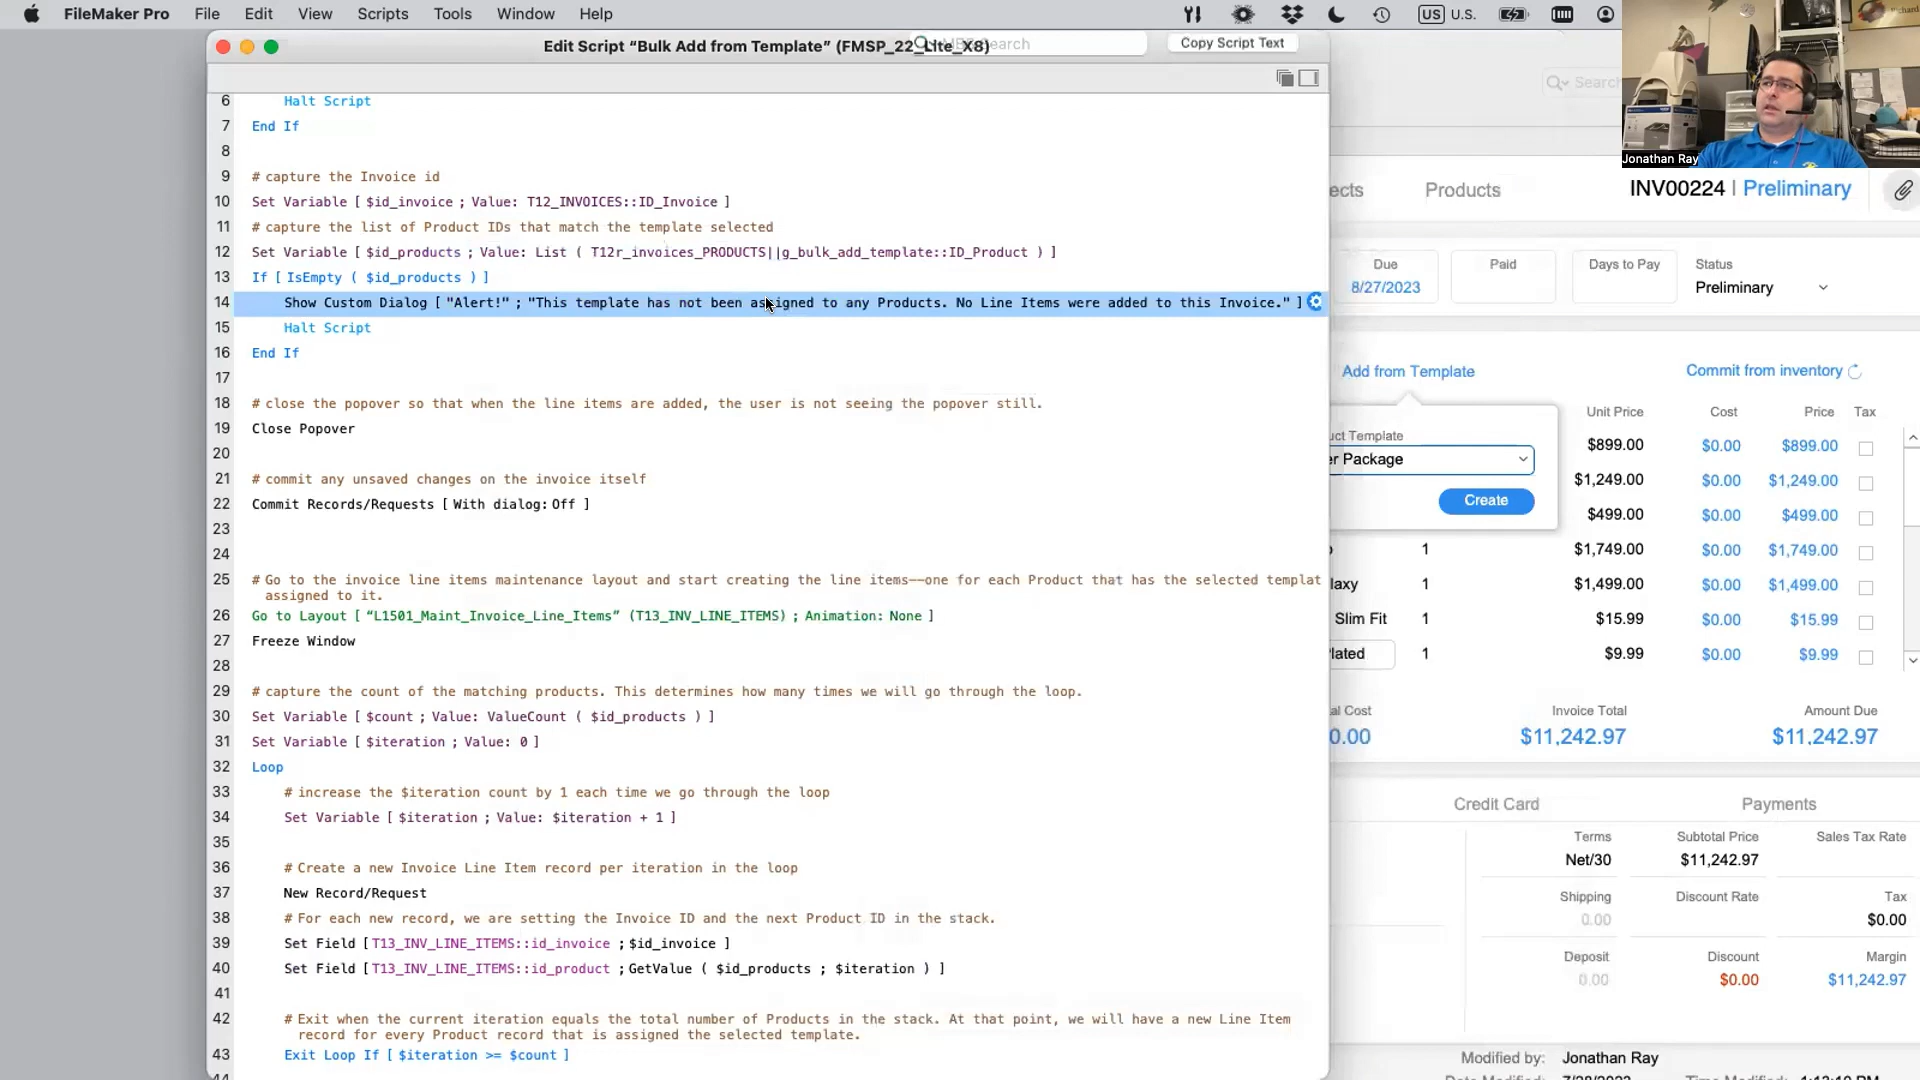 FileMaker Pro File Edit View Scripts Tools Window Help US U.S.
Edit Script “Bulk Add from Template” (FMSP_22_Lite_X8)
Search
Copy Script Text
6 Halt Script
7 End If
8
9 # capture the Invoice id
10 Set Variable [ $id_invoice ; Value: T12_INVOICES::ID_Invoice ]
11 # capture the list of Product IDs that match the template selected
12 Set Variable [ $id_products ; Value: List ( T12r_invoices_PRODUCTS||g_bulk_add_template::ID_Product ) ]
13 If [ IsEmpty ( $id_products ) ]
14 Show Custom Dialog [ "Alert!" ; "This template has not been assigned to any Products. No Line Items were added to this Invoice." ]
15 Halt Script
16 End If
17
18 # close the popover so that when the line items are added, the user is not seeing the popover still.
19 Close Popover
20
21 # commit any unsaved changes on the invoice itself
22 Commit Records/Requests [ With dialog: Off ]
23
24
25 # Go to the invoice line items maintenance layout and start creating the line items——one for each Product that has the selected templat
assigned to it.
26 Go to Layout [ “L1501_Maint_Invoice_Line_Items” (T13_INV_LINE_ITEMS) ; Animation: None ]
27 Freeze Window
28
29 # capture the count of the matching products. This determines how many times we will go through the loop.
30 Set Variable [ $count ; Value: ValueCount ( $id_products ) ]
31 Set Variable [ $iteration ; Value: 0 ]
32 Loop
33 # increase the $iteration count by 1 each time we go through the loop
34 Set Variable [ $iteration ; Value: $iteration + 1 ]
35
36 # Create a new Invoice Line Item record per iteration in the loop
37 New Record/Request
38 # For each new record, we are setting the Invoice ID and the next Product ID in the stack.
39 Set Field [ T13_INV_LINE_ITEMS::id_invoice ; $id_invoice ]
40 Set Field [ T13_INV_LINE_ITEMS::id_product ; GetValue ( $id_products ; $iteration ) ]
41
42 # Exit when the current iteration equals the total number of Products in the stack. At that point, we will have a new Line Item
record for every Product record that is assigned the selected template.
43 Exit Loop If [ $iteration >= $count ]
Searc
Jonathan Ray
ects Products INV00224 | Preliminary
Due Paid Days to Pay Status
8/27/2023 Preliminary
Add from Template Commit from inventory
Unit Price Cost Price Tax
uct Template
er Package
Create
$899.00 $0.00 $899.00
$1,249.00 $0.00 $1,249.00
$499.00 $0.00 $499.00
1 $1,749.00 $0.00 $1,749.00
laxy 1 $1,499.00 $0.00 $1,499.00
Slim Fit 1 $15.99 $0.00 $15.99
lated 1 $9.99 $0.00 $9.99
al Cost Invoice Total Amount Due
0.00 $11,242.97 $11,242.97
Credit Card Payments
Terms Subtotal Price Sales Tax Rate
Net/30 $11,242.97
Shipping Discount Rate Tax
0.00 $0.00
Deposit Discount Margin
0.00 $0.00 $11,242.97
Modified by: Jonathan Ray